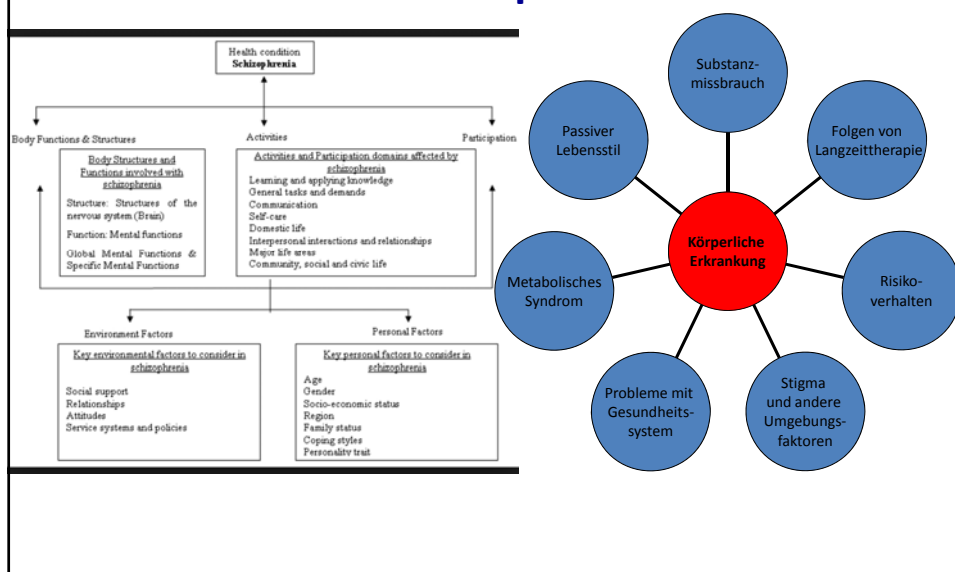 Health condition
Schizophrenia
Body Functions & Structures
Activities
Participation
Body Structures and
Functions involved with
schizophrenia
Structure: Structures of the
nervous system (Brain)
Function: Mental functions
Global Mental Functions &
Specific Mental Functions
Activities and Participation domains affected by
schizophrenia
Learning and applying knowledge
General tasks and demands
Communication
Self-care
Domestic life
Interpersonal interactions and relationships
Major life areas
Community, social and civic life
Environment Factors
Personal Factors
Key environmental factors to consider in
schizophrenia
Social support
Relationships
Attitudes
Service systems and policies
Key personal factors to consider in
schizophrenia
Age
Gender
Socio-economic status
Region
Family status
Coping styles
Personality trait
Substanz-
missbrauch
Passiver
Lebensstil
Folgen von
Langzeittherapie
Körperliche
Erkrankung
Metabolisches
Syndrom
Risiko-
verhalten
Probleme mit
Gesundheits-
system
Stigma
und andere
Umgebungs-
faktoren